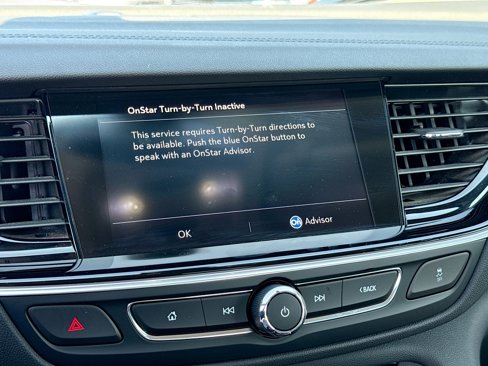 OnStar Turn-by-Turn Inactive
This service requires Turn-by-Turn directions to
be available. Push the blue OnStar button to
speak with an OnStar Advisor.
OK
On Advisor
< BACK